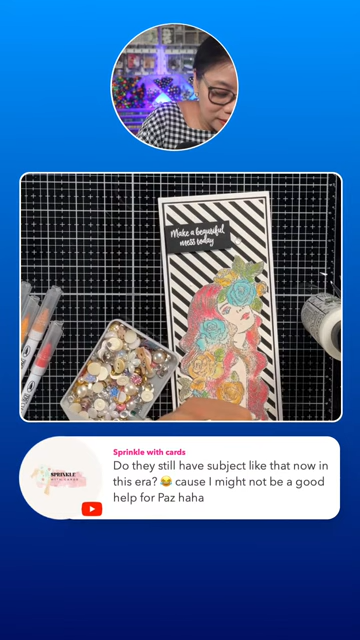 Make a beautiful
mess today
SPRINKLE
Sprinkle with cards
Do they still have subject like that now in
this era? 😂 cause I might not be a good
help for Paz haha